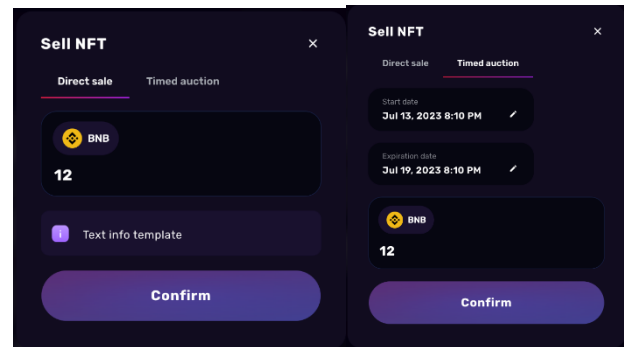 Sell NFT
Direct sale Timed auction
BNB
12
Text info template
Confirm
Sell NFT
Direct sale Timed auction
Start date
Jul 13, 2023 8:10 PM
Expiration date
Jul 19, 2023 8:10 PM
BNB
12
Confirm